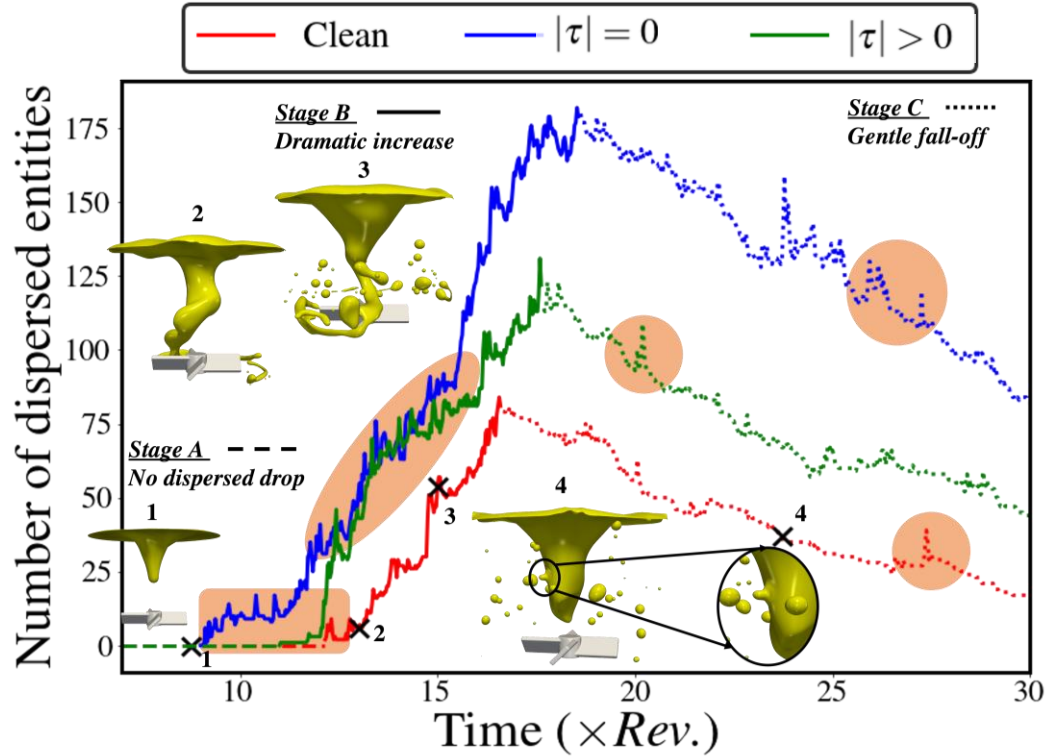 Clean |τ| = 0 |τ| > 0
Number of dispersed entities
175
150
125
100
75
50
25
0
Stage B
Dramatic increase
3
2
Stage C
Gentle fall-off
Stage A
No dispersed drop
1
4
3
4
2
1
10 15 20 25 30
Time (×Rev.)